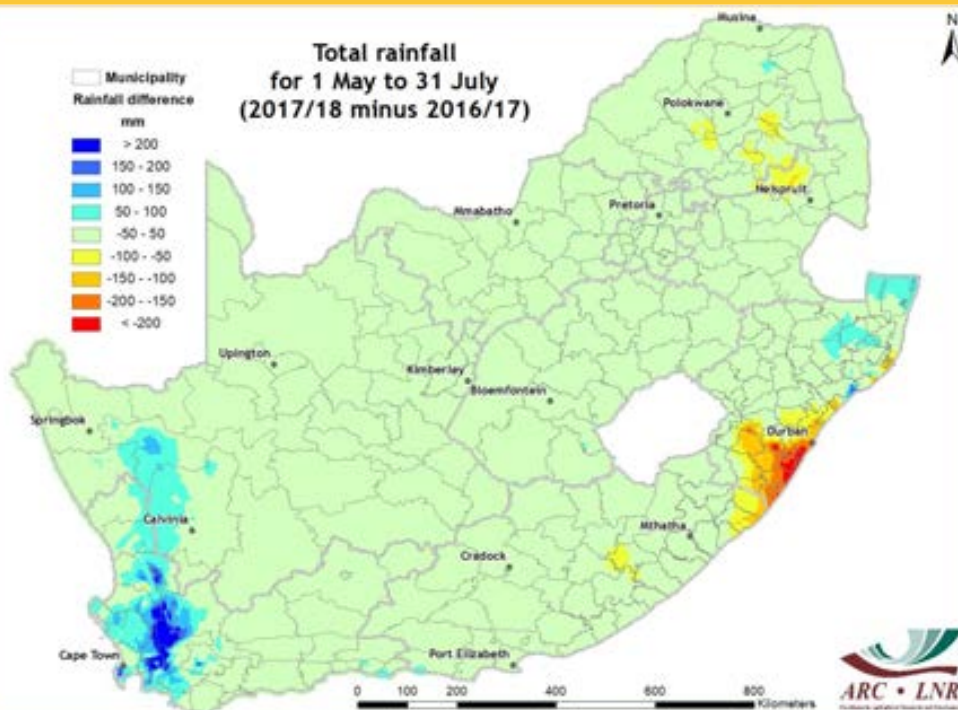 Total rainfall
for 1 May to 31 July
(2017/18 minus 2016/17)
N
Municipality
Rainfall difference
mm
> 200
150 - 200
100 - 150
50 - 100
-50 - 50
-100 - -50
-150 - -100
-200 - -150
< -200
Musina
Polokwane
Nelspruit
Pretoria
Mmabatho
Upington
Kimberley
Bloemfontein
Springbok
Durban
Calvinia
Mthatha
Cradock
Cape Town
Port Elizabeth
0 100 200 400 600 800
Kilometers
ARC • LNR